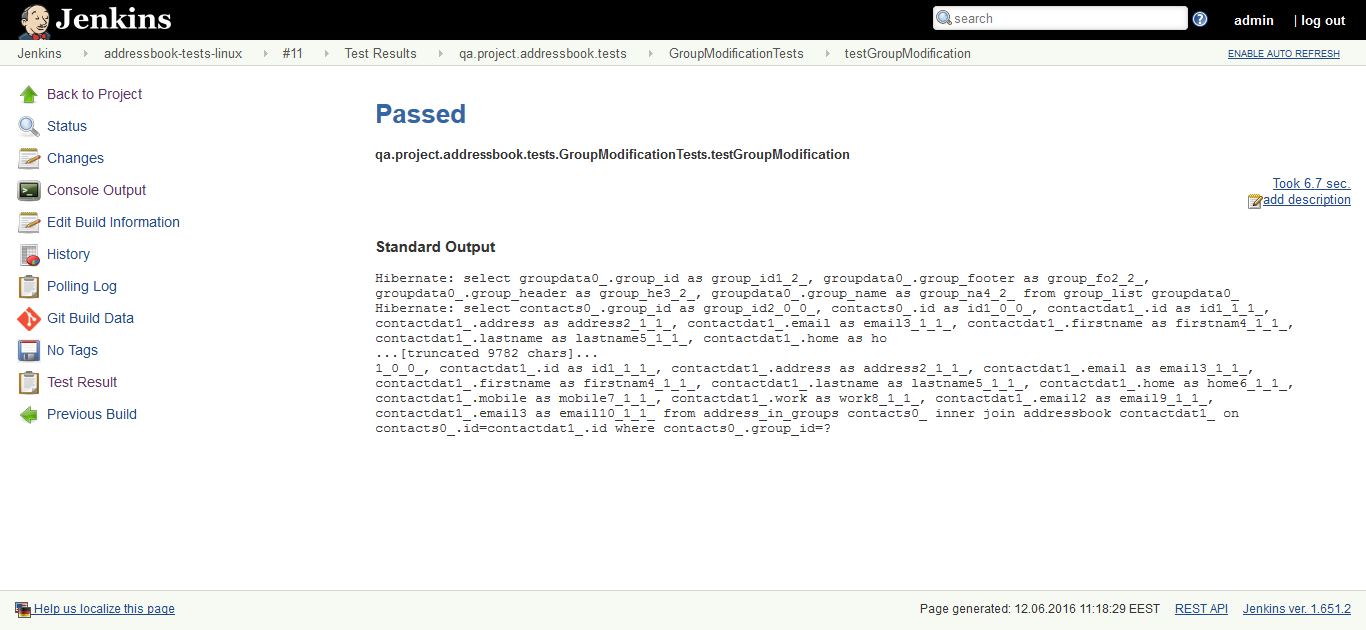 Jenkins
search
admin
| log out
Jenkins
addressbook-tests-linux
#11
Test Results
qa.project.addressbook.tests
GroupModificationTests
testGroupModification
ENABLE AUTO REFRESH
Back to Project
Status
Changes
Console Output
Edit Build Information
History
Polling Log
Git Build Data
No Tags
Test Result
Previous Build
Passed
qa.project.addressbook.tests.GroupModificationTests.testGroupModification
Took 6.7 sec.
add description
Standard Output
Hibernate: select groupdata0_.group_id as group_id1_2_, groupdata0_.group_footer as group_fo2_2_,
groupdata0_.group_header as group_he3_2_, groupdata0_.group_name as group_na4_2_ from group_list groupdata0_
Hibernate: select contacts0_.group_id as group_id2_0_0_, contacts0_.id as id1_0_0_, contactdat1_.id as id1_1_1_,
contactdat1_.address as address2_1_1_, contactdat1_.email as email3_1_1_, contactdat1_.firstname as firstnam4_1_1_,
contactdat1_.lastname as lastname5_1_1_, contactdat1_.home as ho
...[truncated 9782 chars]...
1_0_0_, contactdat1_.id as id1_1_1_, contactdat1_.address as address2_1_1_, contactdat1_.email as email3_1_1_,
contactdat1_.firstname as firstnam4_1_1_, contactdat1_.lastname as lastname5_1_1_, contactdat1_.home as home6_1_1_,
contactdat1_.mobile as mobile7_1_1_, contactdat1_.work as work8_1_1_, contactdat1_.email2 as email9_1_1_,
contactdat1_.email3 as email10_1_1_ from address_in_groups contacts0_ inner join addressbook contactdat1_ on
contacts0_.id=contactdat1_.id where contacts0_.group_id=?
Help us localize this page
Page generated: 12.06.2016 11:18:29 EEST
REST API
Jenkins ver. 1.651.2